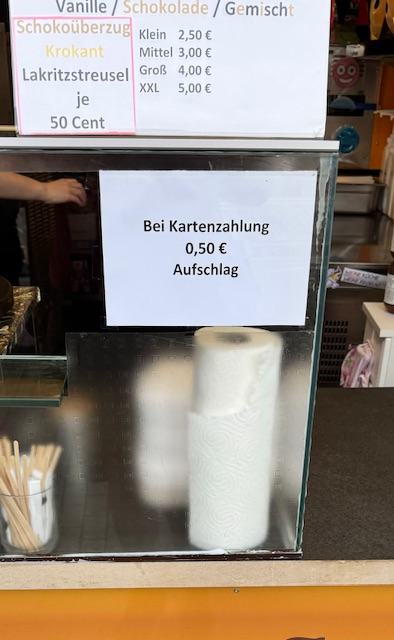 Vanille / Schokolade / Gemischt
Schokoüberzug
Krokant
Lakritzstreusel
je
50 Cent
Klein 2,50 €
Mittel 3,00 €
Groß 4,00 €
XXL 5,00 €
Bei Kartenzahlung
0,50 €
Aufschlag